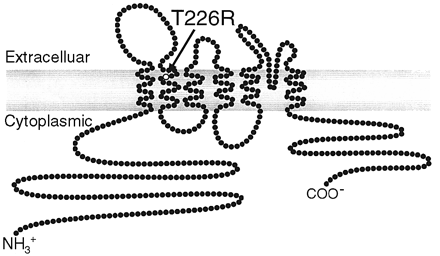 T226R
Extracelluar
Cytoplasmic
COO⁻
NH₃⁺